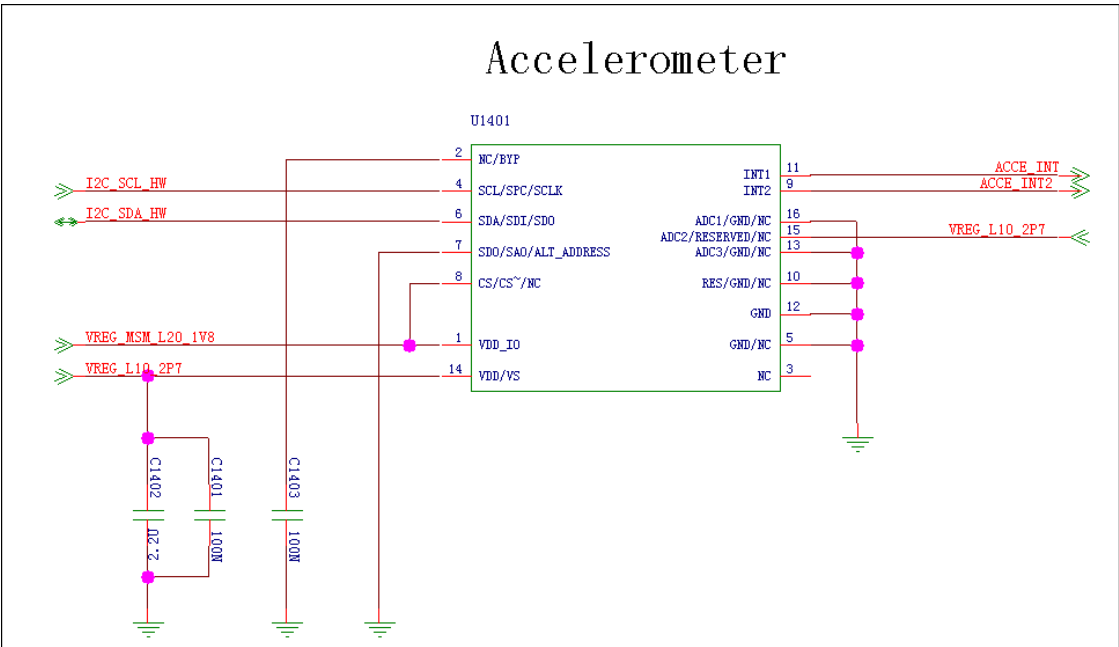 Accelerometer
U1401
2 NC/BYP
I2C_SCL_HW 4 SCL/SPC/SCLK
I2C_SDA_HW 6 SDA/SDI/SDO
7 SDO/SAO/ALT_ADDRESS
8 CS/CS~/NC
VREG_MSM_L20_1V8 1 VDD_IO
VREG_L10_2P7 14 VDD/VS
INT1 11 ACCE_INT
INT2 9 ACCE_INT2
ADC1/GND/NC 16
ADC2/RESERVED/NC 15 VREG_L10_2P7
ADC3/GND/NC 13
RES/GND/NC 10
GND 12
GND/NC 5
NC 3
C1402
2.2U
C1401
100N
C1403
100N